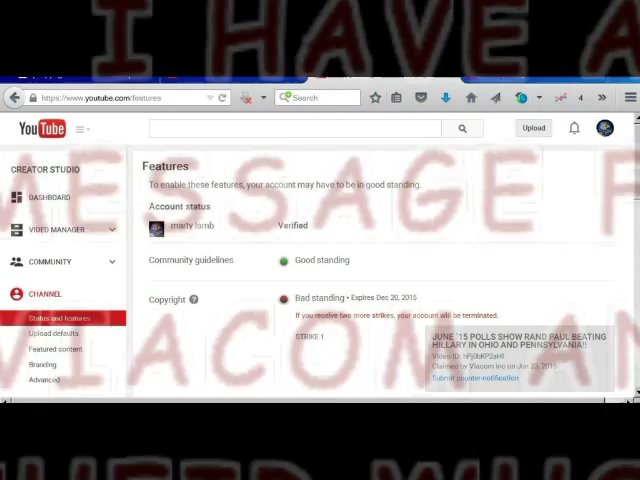 I HAVE A
https://www.youtube.com/features
Search
4
YouTube
Upload
MESSAGE F
CREATOR STUDIO
DASHBOARD
VIDEO MANAGER
COMMUNITY
CHANNEL
Status and features
Upload defaults
Featured content
Branding
Advanced
Features
To enable these features, your account may have to be in good standing.
Account status
marty lamb
Verified
Community guidelines
Good standing
Copyright ?
Bad standing • Expires Dec 20, 2015
If you receive two more strikes, your account will be terminated.
STRIKE 1
JUNE `15 POLLS SHOW RAND PAUL BEATING
HILLARY IN OHIO AND PENNSYLVANIA!!
Video ID: hPj0bKP2aHI
Claimed by Viacom Inc on Jun 23, 2015
Submit counter-notification
VIACOM AN